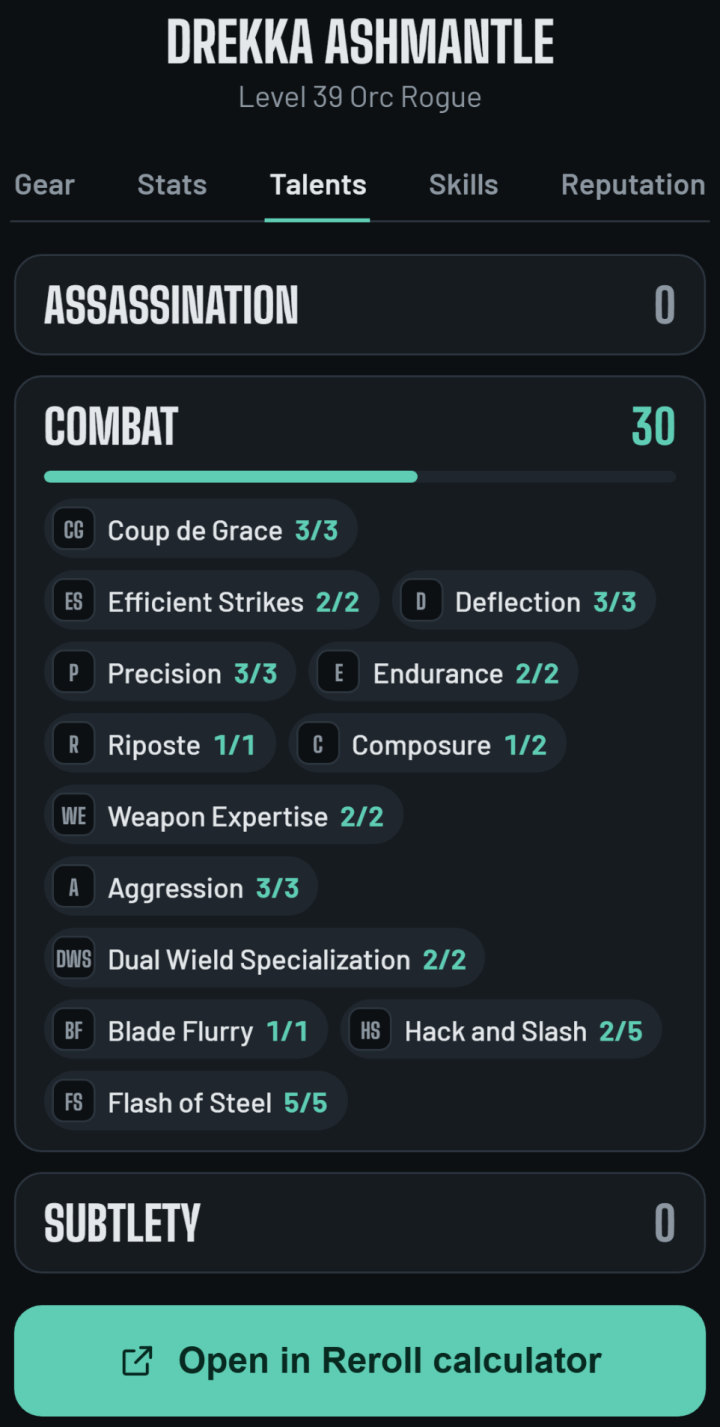 DREKKA ASHMANTLE
Level 39 Orc Rogue
Gear Stats Talents Skills Reputation
ASSASSINATION 0
COMBAT 30
CG Coup de Grace 3/3
ES Efficient Strikes 2/2 D Deflection 3/3
P Precision 3/3 E Endurance 2/2
R Riposte 1/1 C Composure 1/2
WE Weapon Expertise 2/2
A Aggression 3/3
DWS Dual Wield Specialization 2/2
BF Blade Flurry 1/1 HS Hack and Slash 2/5
FS Flash of Steel 5/5
SUBTLETY 0
Open in Reroll calculator